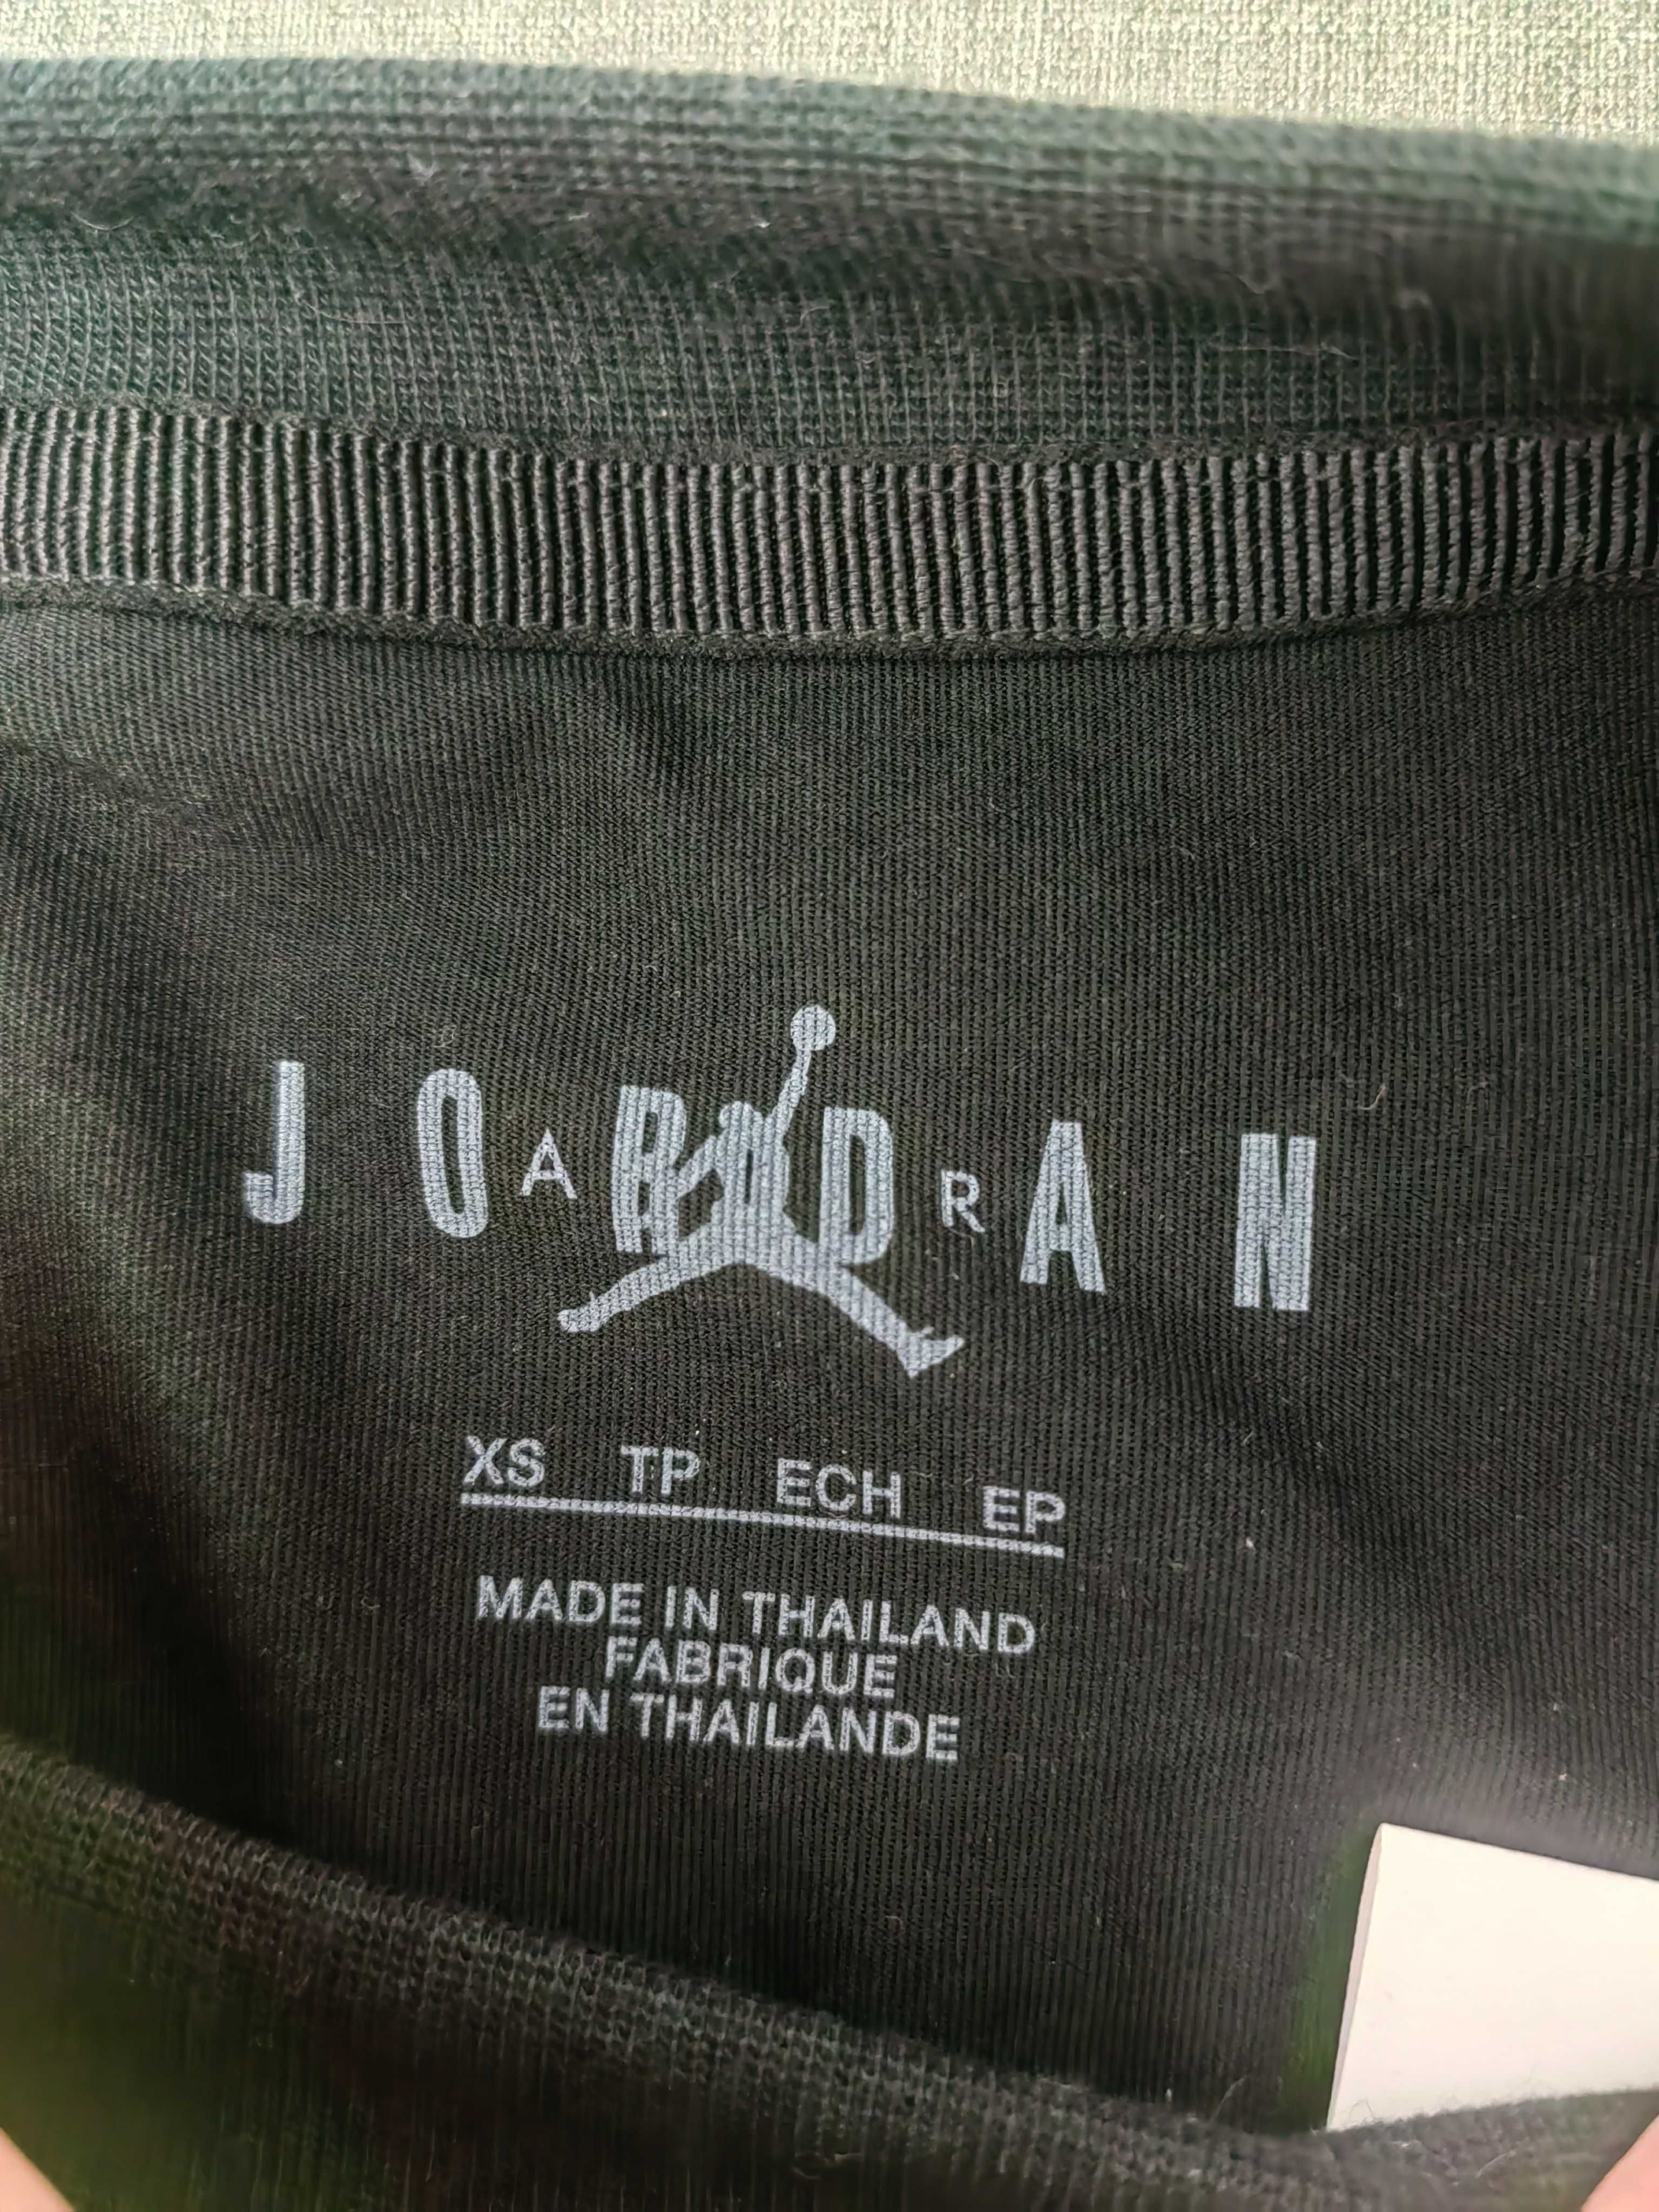 JORDAN
AIR
XS TP ECH EP
MADE IN THAILAND
FABRIQUE
EN THAILANDE